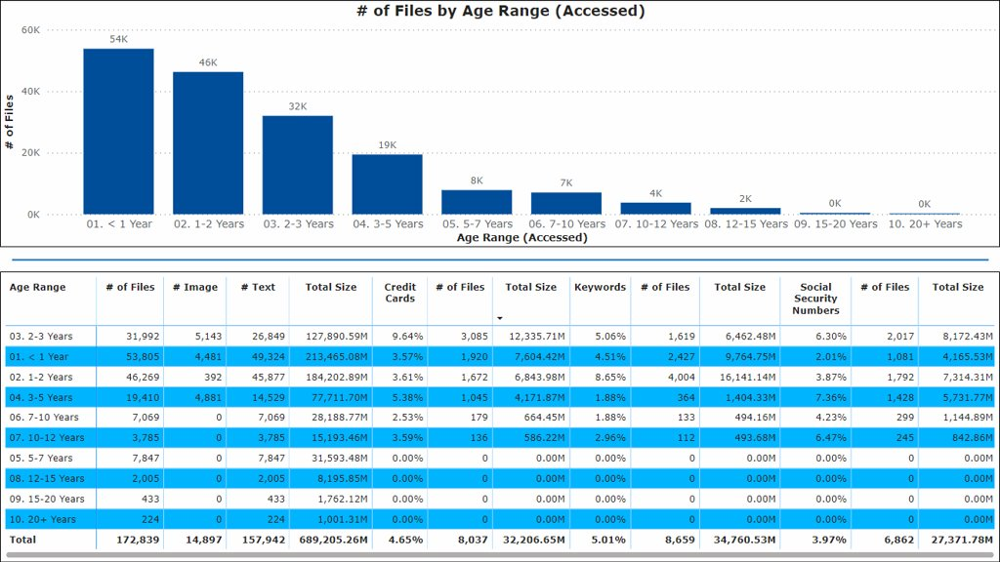 # of Files by Age Range (Accessed)
60K
54K
46K
40K
32K
# of Files
20K
19K
8K
7K
4K
2K
0K
0K
0K
01. < 1 Year 02. 1-2 Years 03. 2-3 Years 04. 3-5 Years 05. 5-7 Years 06. 7-10 Years 07. 10-12 Years 08. 12-15 Years 09. 15-20 Years 10. 20+ Years
Age Range (Accessed)
Age Range # of Files # Image # Text Total Size Credit Cards # of Files Total Size Keywords # of Files Total Size Social Security Numbers # of Files Total Size
03. 2-3 Years 31,992 5,143 26,849 127,890.59M 9.64% 3,085 12,335.71M 5.06% 1,619 6,462.48M 6.30% 2,017 8,172.43M
01. < 1 Year 53,805 4,481 49,324 213,465.08M 3.57% 1,920 7,604.42M 4.51% 2,427 9,764.75M 2.01% 1,081 4,165.53M
02. 1-2 Years 46,269 392 45,877 184,202.89M 3.61% 1,672 6,843.98M 8.65% 4,004 16,141.14M 3.87% 1,792 7,314.31M
04. 3-5 Years 19,410 4,881 14,529 77,711.70M 5.38% 1,045 4,171.87M 1.88% 364 1,404.33M 7.36% 1,428 5,731.77M
06. 7-10 Years 7,069 0 7,069 28,188.77M 2.53% 179 664.45M 1.88% 133 494.16M 4.23% 299 1,144.89M
07. 10-12 Years 3,785 0 3,785 15,193.46M 3.59% 136 586.22M 2.96% 112 493.68M 6.47% 245 842.86M
05. 5-7 Years 7,847 0 7,847 31,593.48M 0.00% 0 0.00M 0.00% 0 0.00M 0.00% 0 0.00M
08. 12-15 Years 2,005 0 2,005 8,195.85M 0.00% 0 0.00M 0.00% 0 0.00M 0.00% 0 0.00M
09. 15-20 Years 433 0 433 1,762.12M 0.00% 0 0.00M 0.00% 0 0.00M 0.00% 0 0.00M
10. 20+ Years 224 0 224 1,001.31M 0.00% 0 0.00M 0.00% 0 0.00M 0.00% 0 0.00M
Total 172,839 14,897 157,942 689,205.26M 4.65% 8,037 32,206.65M 5.01% 8,659 34,760.53M 3.97% 6,862 27,371.78M